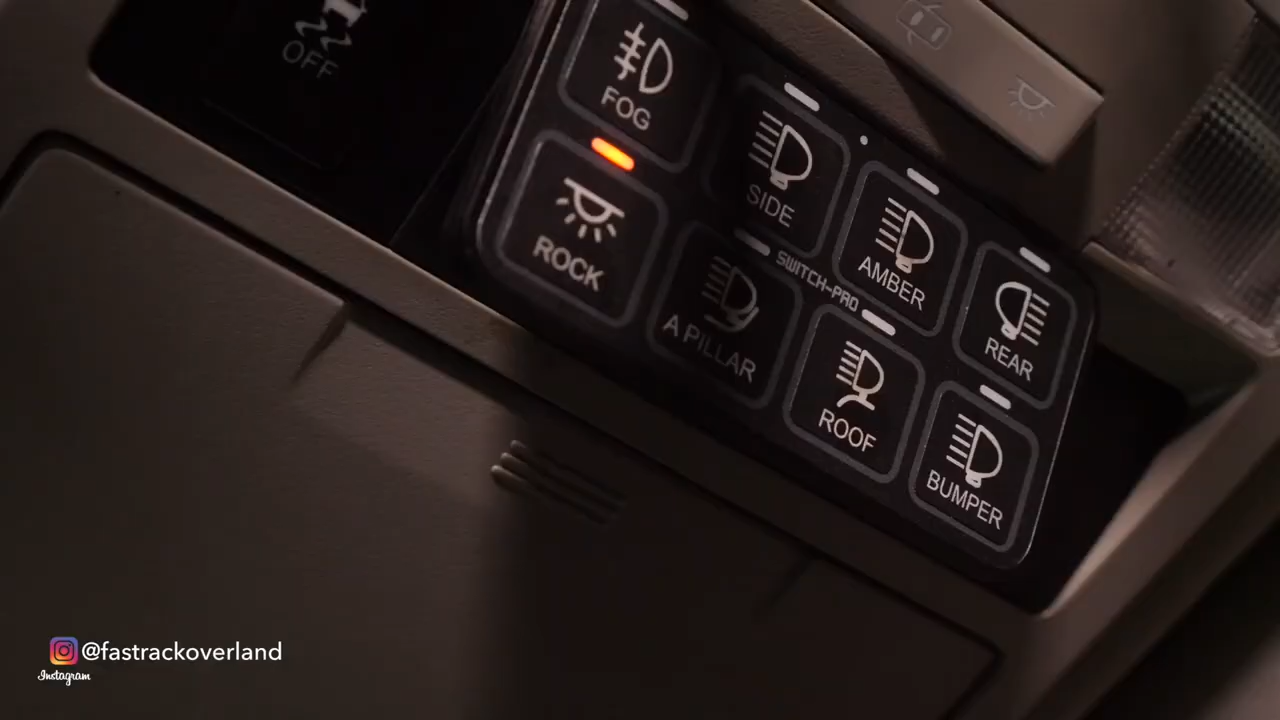 OFF
FOG
SIDE
AMBER
REAR
ROCK
A PILLAR
SWITCH-PRO
ROOF
BUMPER
@fastrackoverland
Instagram